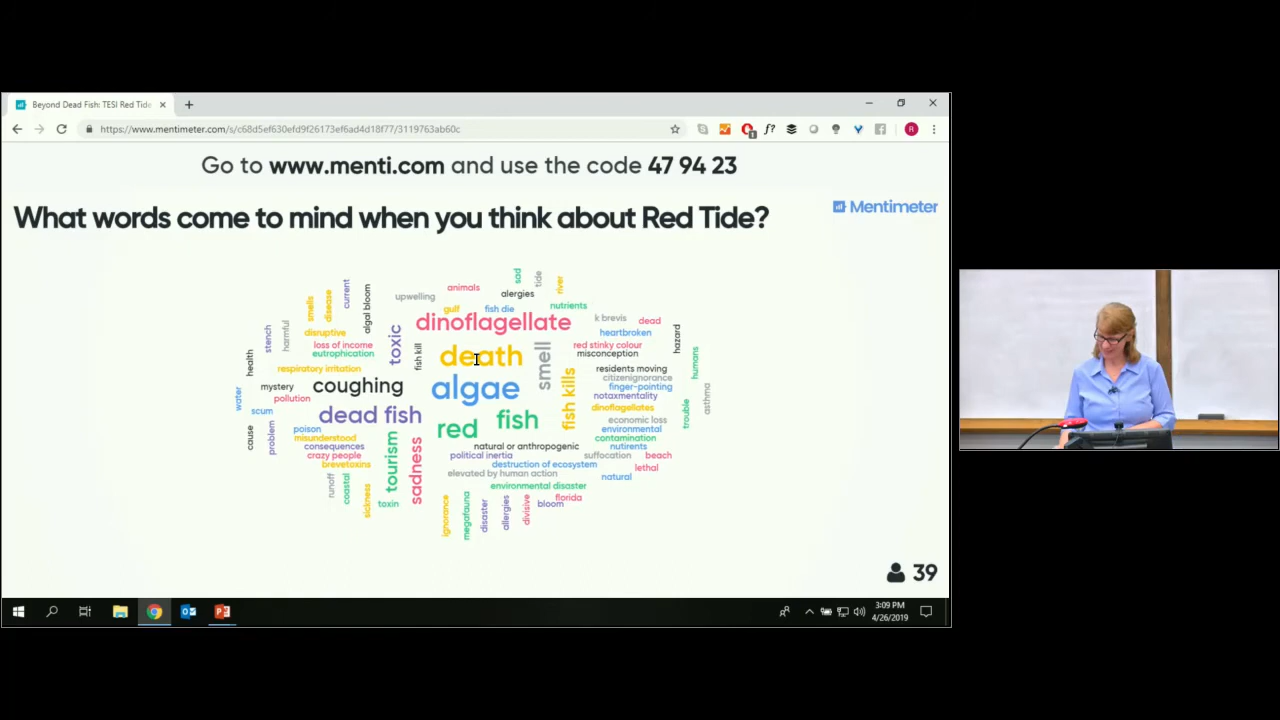 Beyond Dead Fish: TESI Red Tide
https://www.mentimeter.com/s/c68d5ef630efd9f26173ef6ad4d18f77/3119763ab60c
Go to www.menti.com and use the code 47 94 23
What words come to mind when you think about Red Tide?
Mentimeter
sad
tide
river
animals
current
algal bloom
upwelling
alergies
smells
disease
gulf
fish die
nutrients
dinoflagellate
k brevis
dead
stench
harmful
disruptive
toxic
heartbroken
hazard
loss of income
eutrophication
fish kill
death
smell
red stinky colour
misconception
health
respiratory irritation
residents moving
humans
citizenignorance
mystery
coughing
algae
fish kills
finger-pointing
asthma
water
pollution
notaxmentality
scum
dead fish
red
fish
dinoflagellates
trouble
economic loss
cause
problem
poison
environmental
misunderstood
contamination
consequences
natural or anthropogenic
nutirents
crazy people
tourism
sadness
political inertia
suffocation
beach
brevetoxins
destruction of ecosystem
lethal
elevated by human action
natural
runoff
coastal
sickness
environmental disaster
toxin
ignorance
megafauna
disaster
allergies
divisive
bloom
florida
39
3:09 PM
4/26/2019